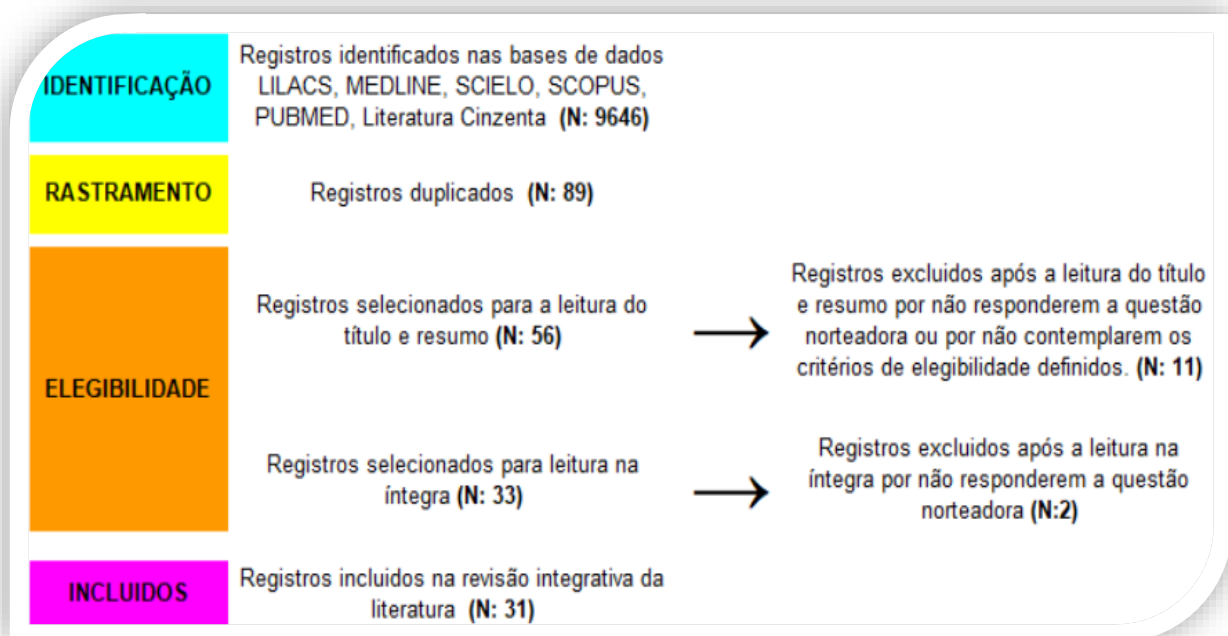 IDENTIFICAÇÃO
Registros identificados nas bases de dados
LILACS, MEDLINE, SCIELO, SCOPUS,
PUBMED, Literatura Cinzenta (N: 9646)
RASTRAMENTO
Registros duplicados (N: 89)
ELEGIBILIDADE
Registros selecionados para a leitura do
título e resumo (N: 56)
Registros excluidos após a leitura do título
e resumo por não responderem a questão
norteadora ou por não contemplarem os
critérios de elegibilidade definidos. (N: 11)
Registros selecionados para leitura na
íntegra (N: 33)
Registros excluidos após a leitura na
íntegra por não responderem a questão
norteadora (N:2)
INCLUIDOS
Registros incluidos na revisão integrativa da
literatura (N: 31)